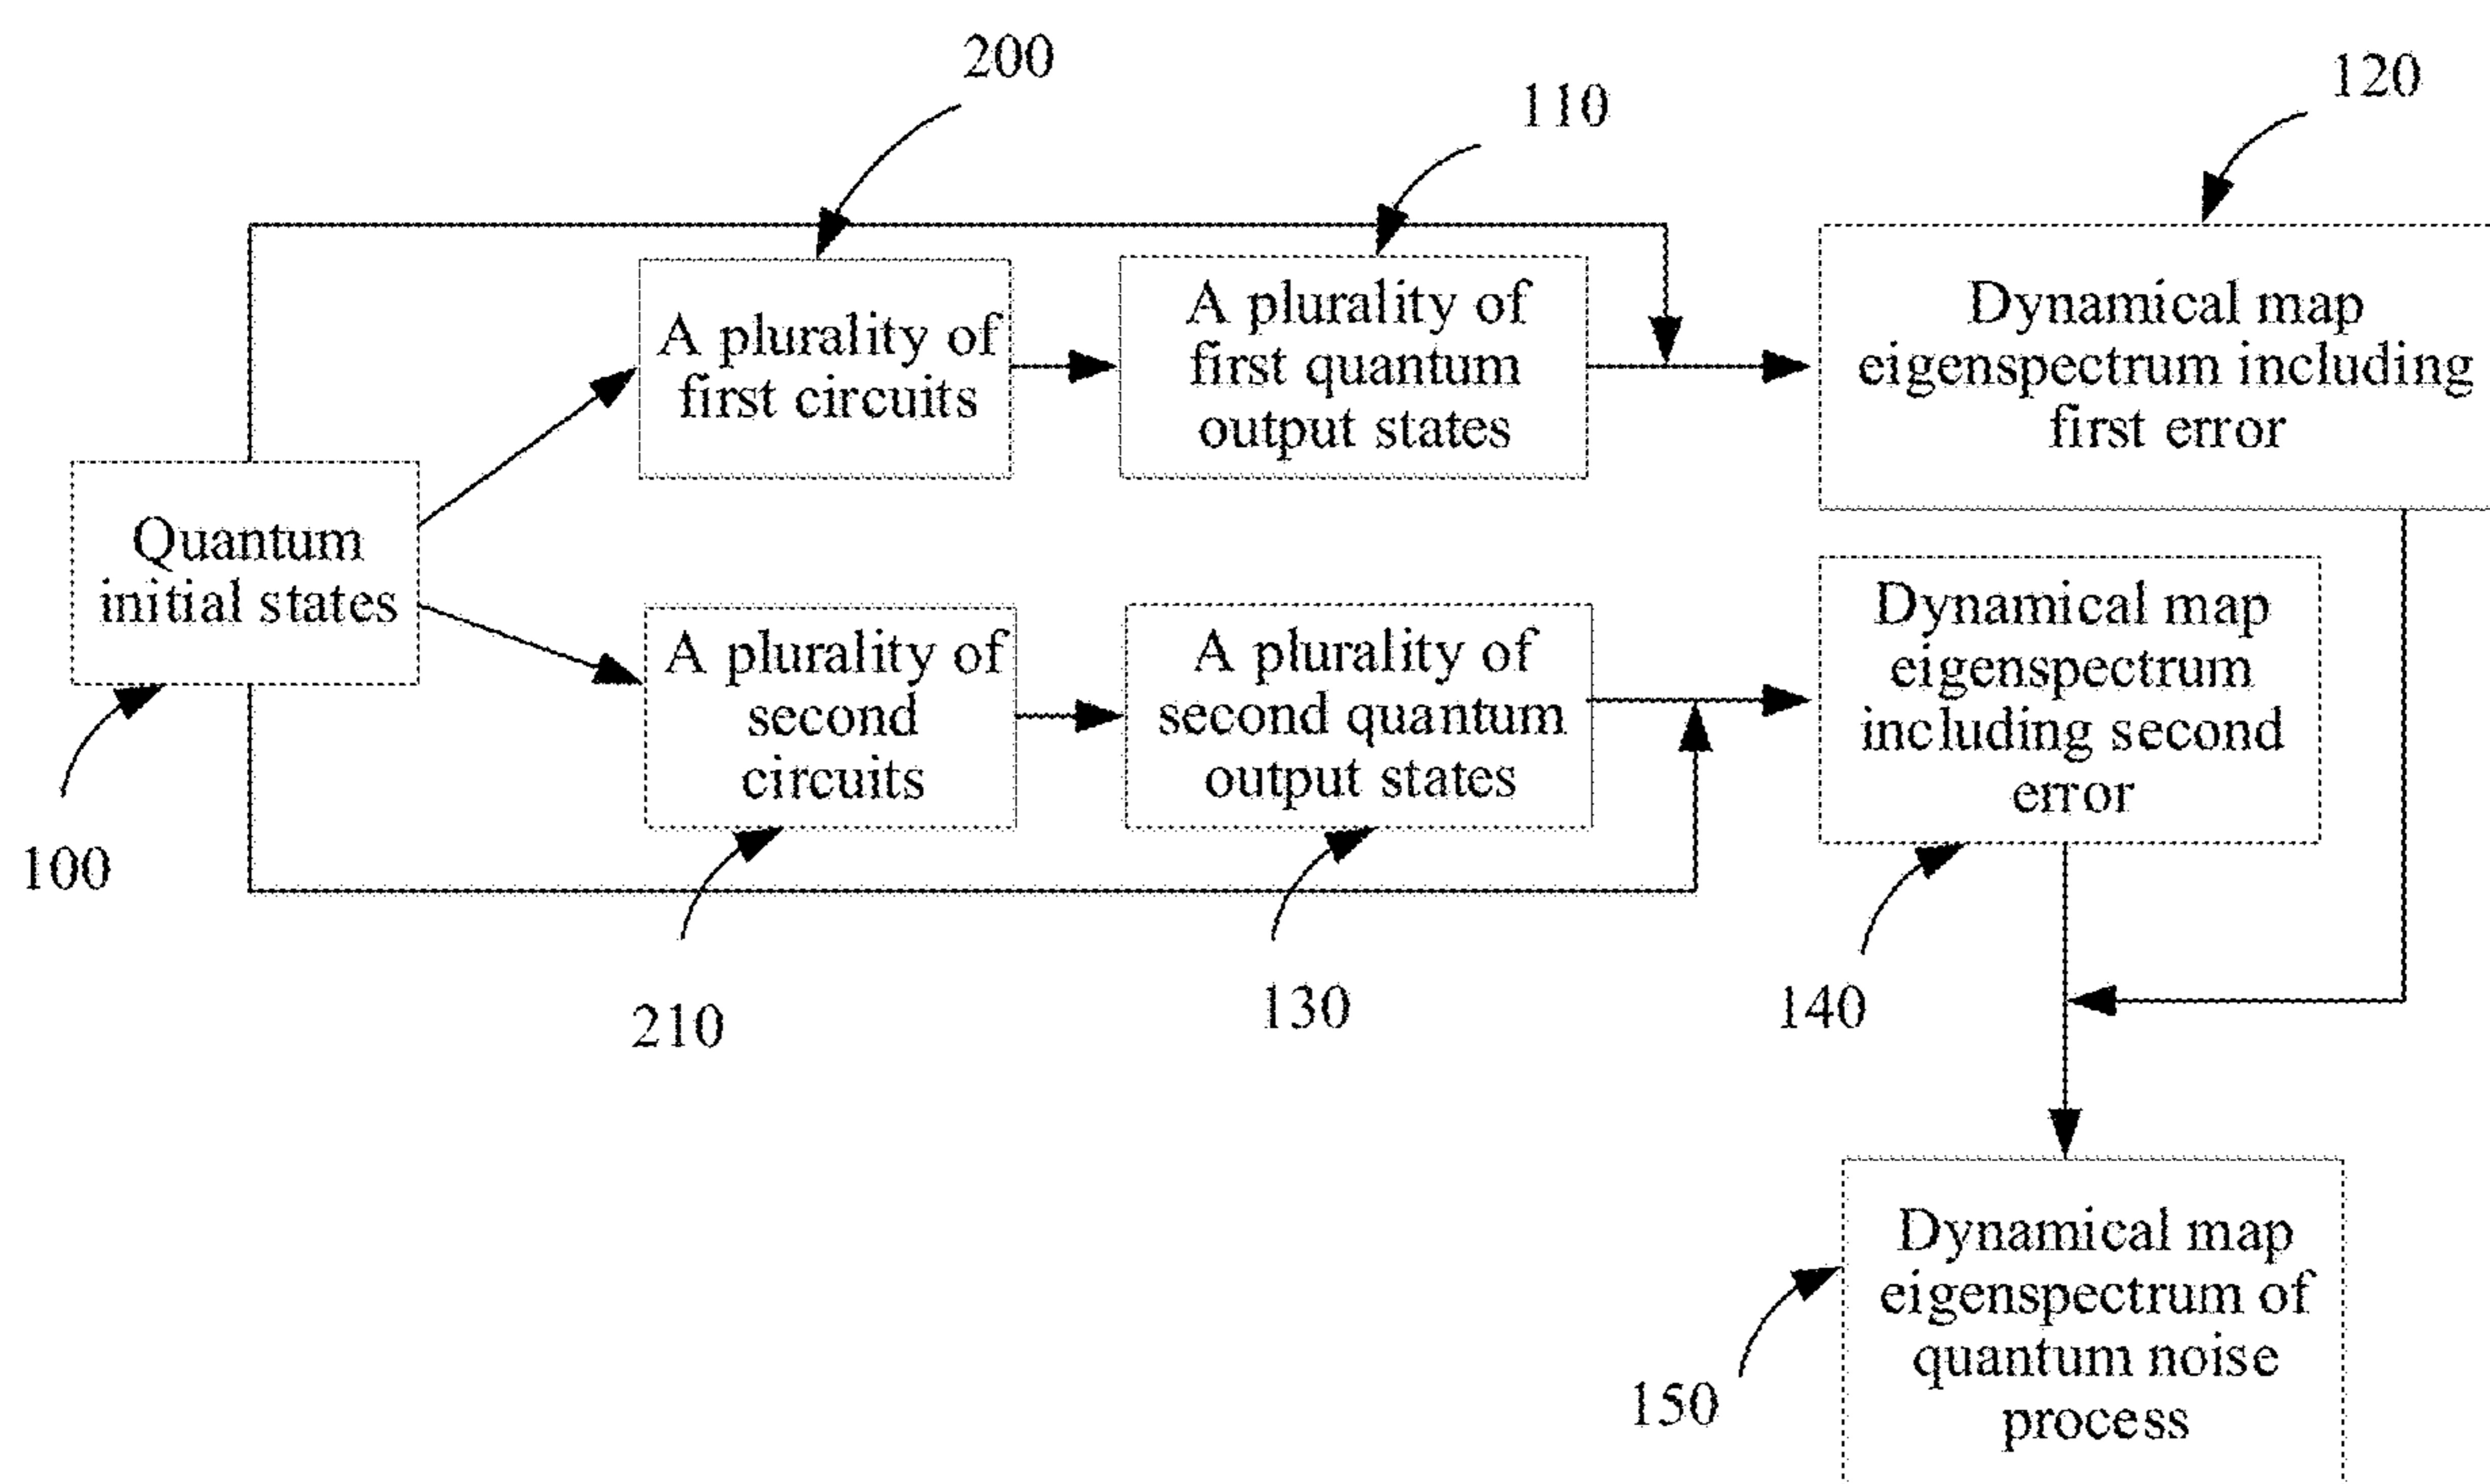 200
110
120
A plurality of
first circuits
A plurality of
first quantum
output states
Dynamical map
eigenspectrum including
first error
Quantum
initial states
A plurality of
second
circuits
A plurality of
second quantum
output states
Dynamical map
eigenspectrum
including second
error
100
210
130
140
Dynamical map
eigenspectrum of
quantum noise
process
150